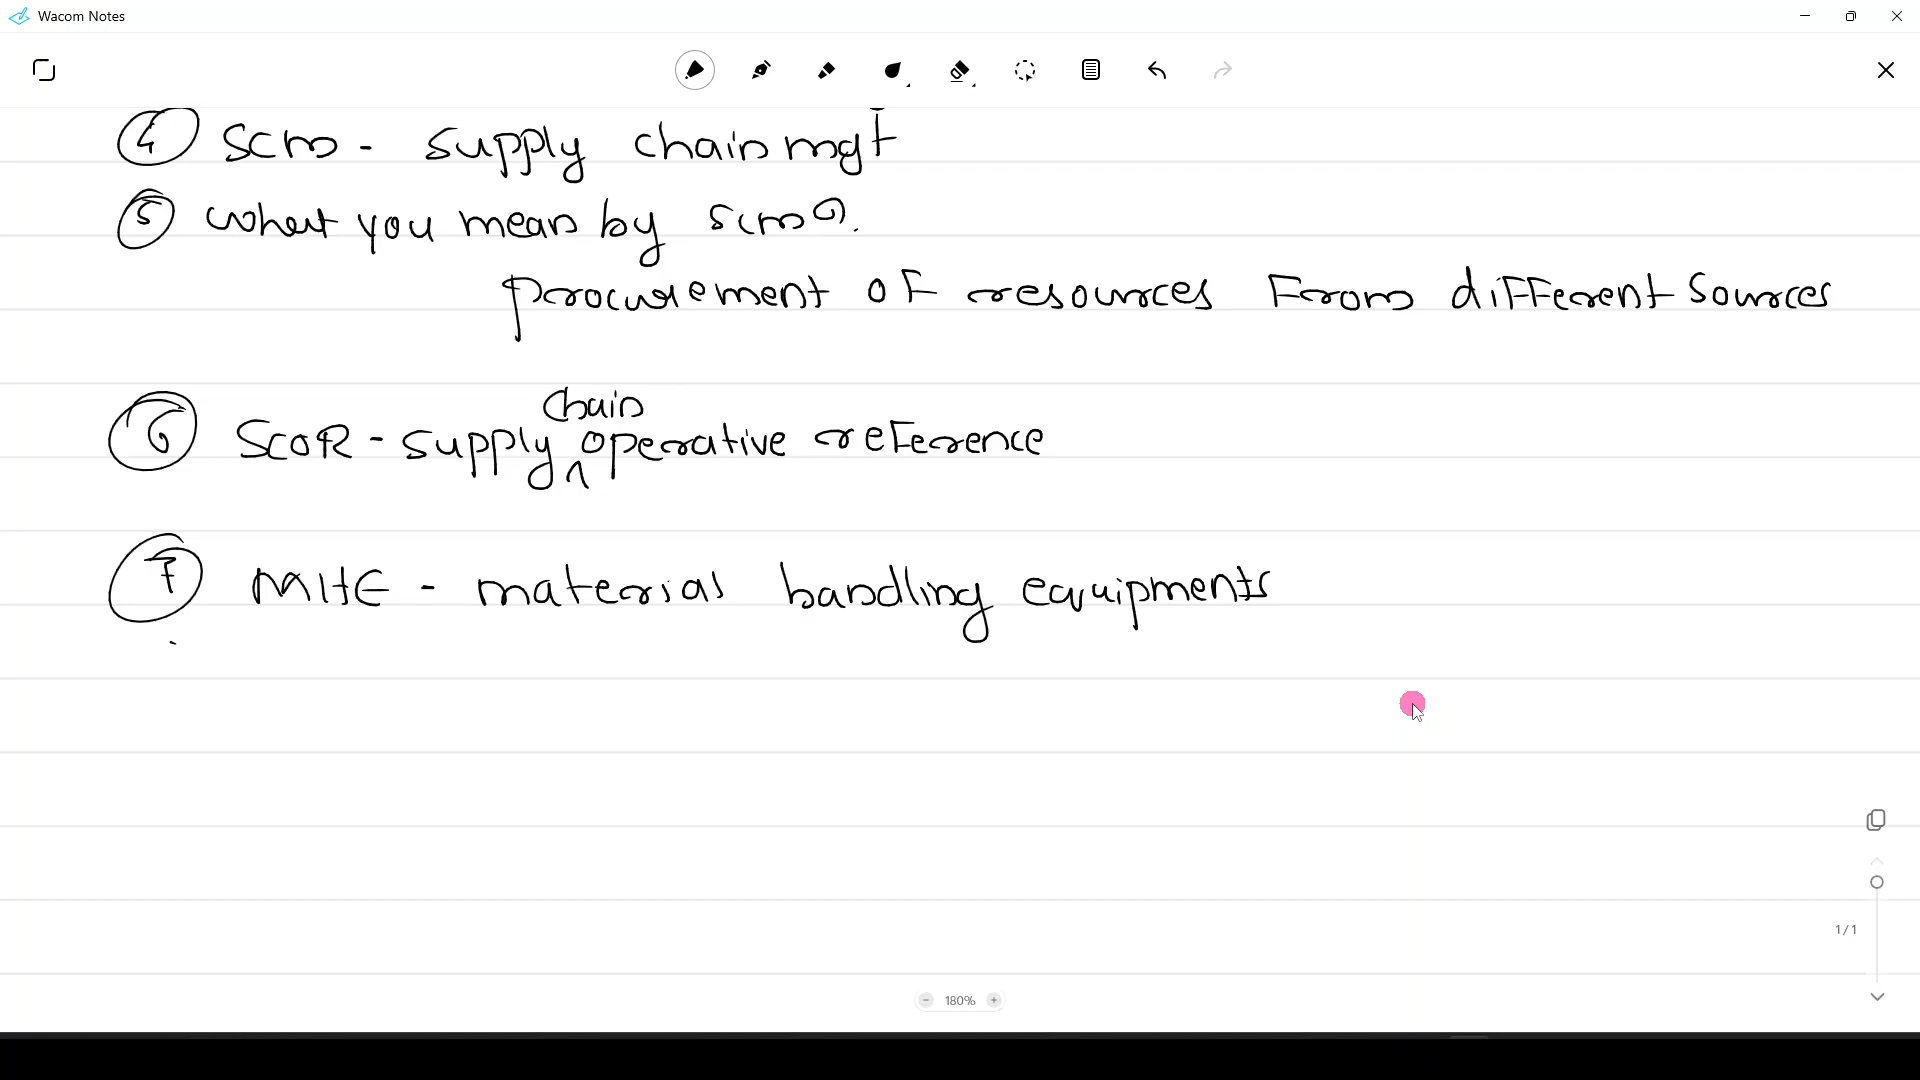 Wacom Notes
④ SCM - supply chain mgt
⑤ what you mean by SCM?
procurement of resources From different Sources
chain
⑥ SCOR - supply ^ operative reference
⑦ MHE - material handling equipments
1/1
180%